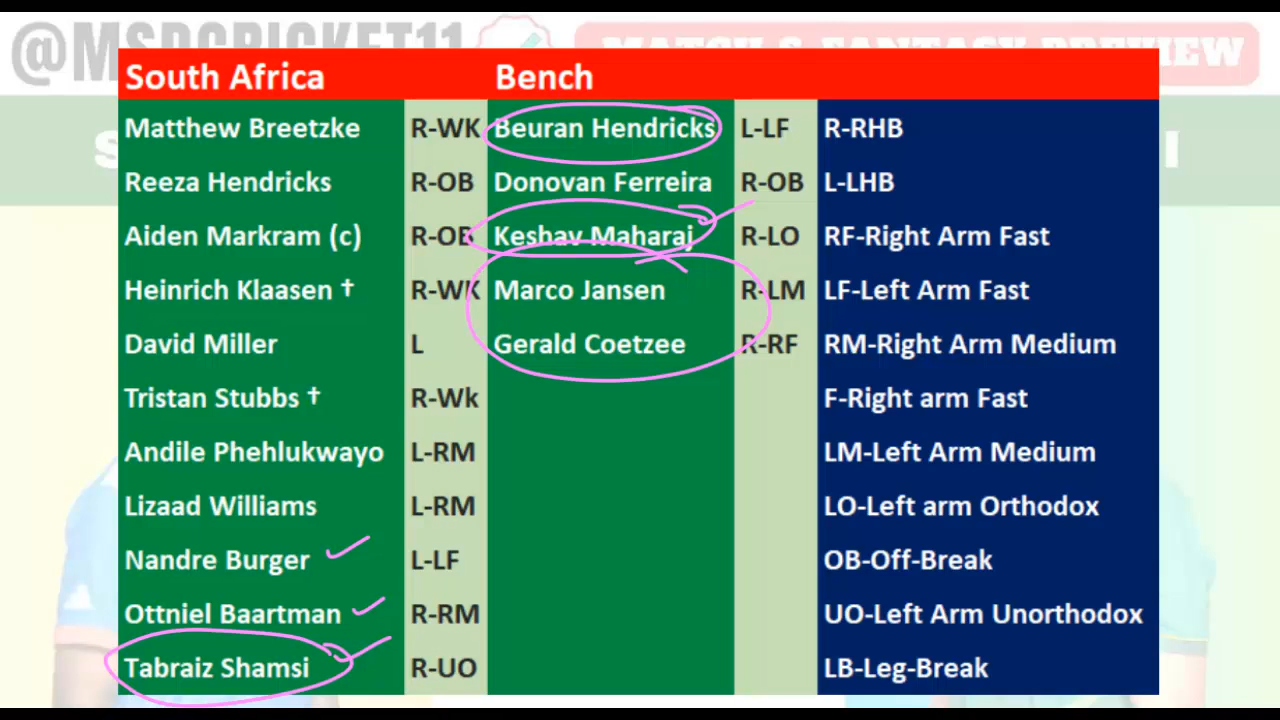 @MSDCRICKET11 MATCH & FANTASY PREVIEW
South Africa Bench
Matthew Breetzke R-WK Beuran Hendricks L-LF R-RHB
Reeza Hendricks R-OB Donovan Ferreira R-OB L-LHB
Aiden Markram (c) R-OB Keshav Maharaj R-LO RF-Right Arm Fast
Heinrich Klaasen † R-WK Marco Jansen R-LM LF-Left Arm Fast
David Miller L Gerald Coetzee R-RF RM-Right Arm Medium
Tristan Stubbs † R-Wk F-Right arm Fast
Andile Phehlukwayo L-RM LM-Left Arm Medium
Lizaad Williams L-RM LO-Left arm Orthodox
Nandre Burger L-LF OB-Off-Break
Ottniel Baartman R-RM UO-Left Arm Unorthodox
Tabraiz Shamsi R-UO LB-Leg-Break